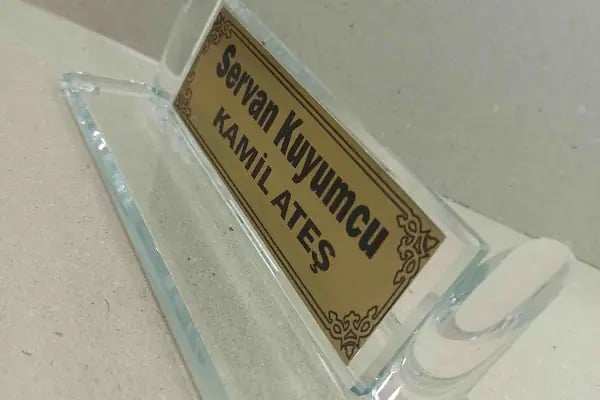 Servan Kuyumcu
KAMİL ATEŞ